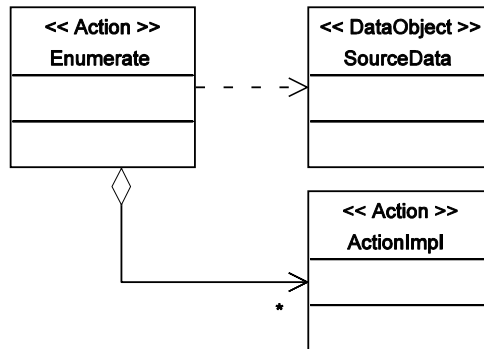 << Action >>
Enumerate
<< DataObject >>
SourceData
<< Action >>
ActionImpl
*